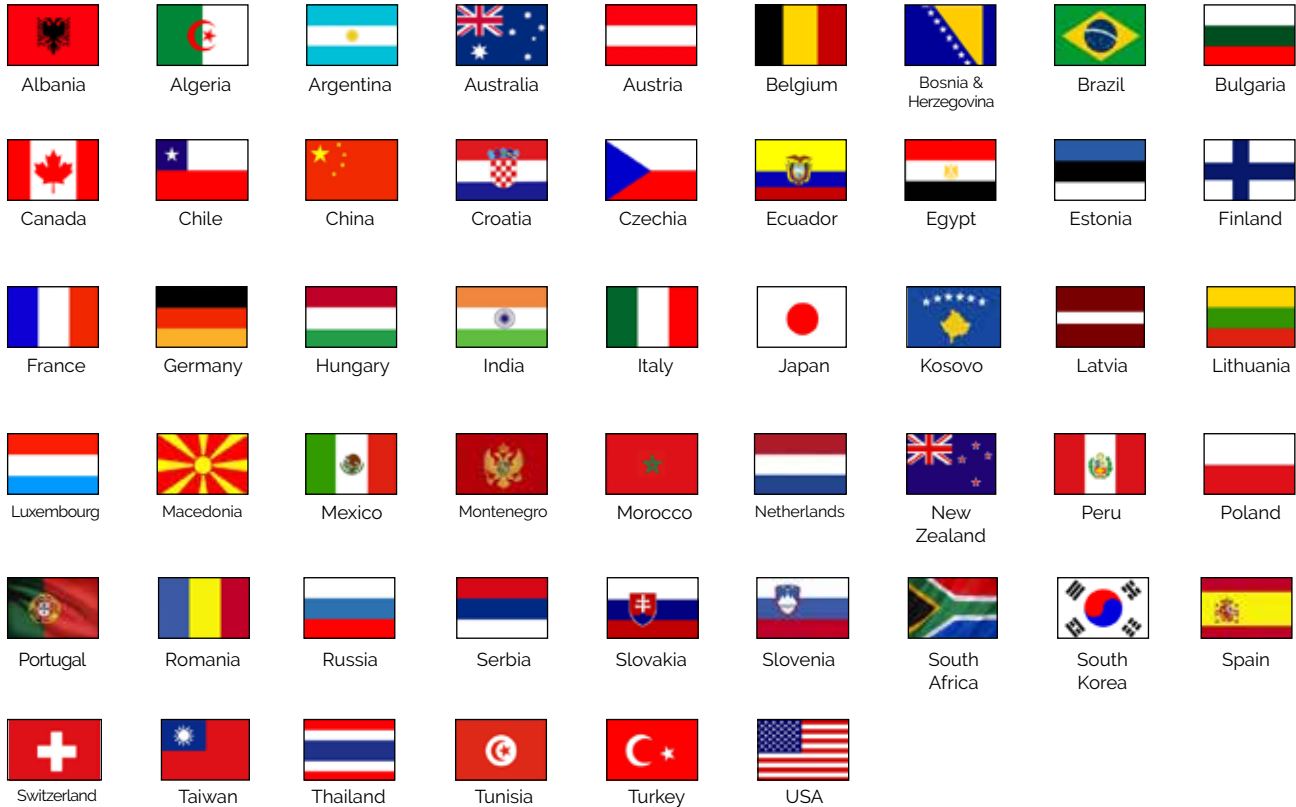 Albania Algeria Argentina Australia Austria Belgium Bosnia & Herzegovina Brazil Bulgaria
Canada Chile China Croatia Czechia Ecuador Egypt Estonia Finland
France Germany Hungary India Italy Japan Kosovo Latvia Lithuania
Luxembourg Macedonia Mexico Montenegro Morocco Netherlands New Zealand Peru Poland
Portugal Romania Russia Serbia Slovakia Slovenia South Africa South Korea Spain
Switzerland Taiwan Thailand Tunisia Turkey USA